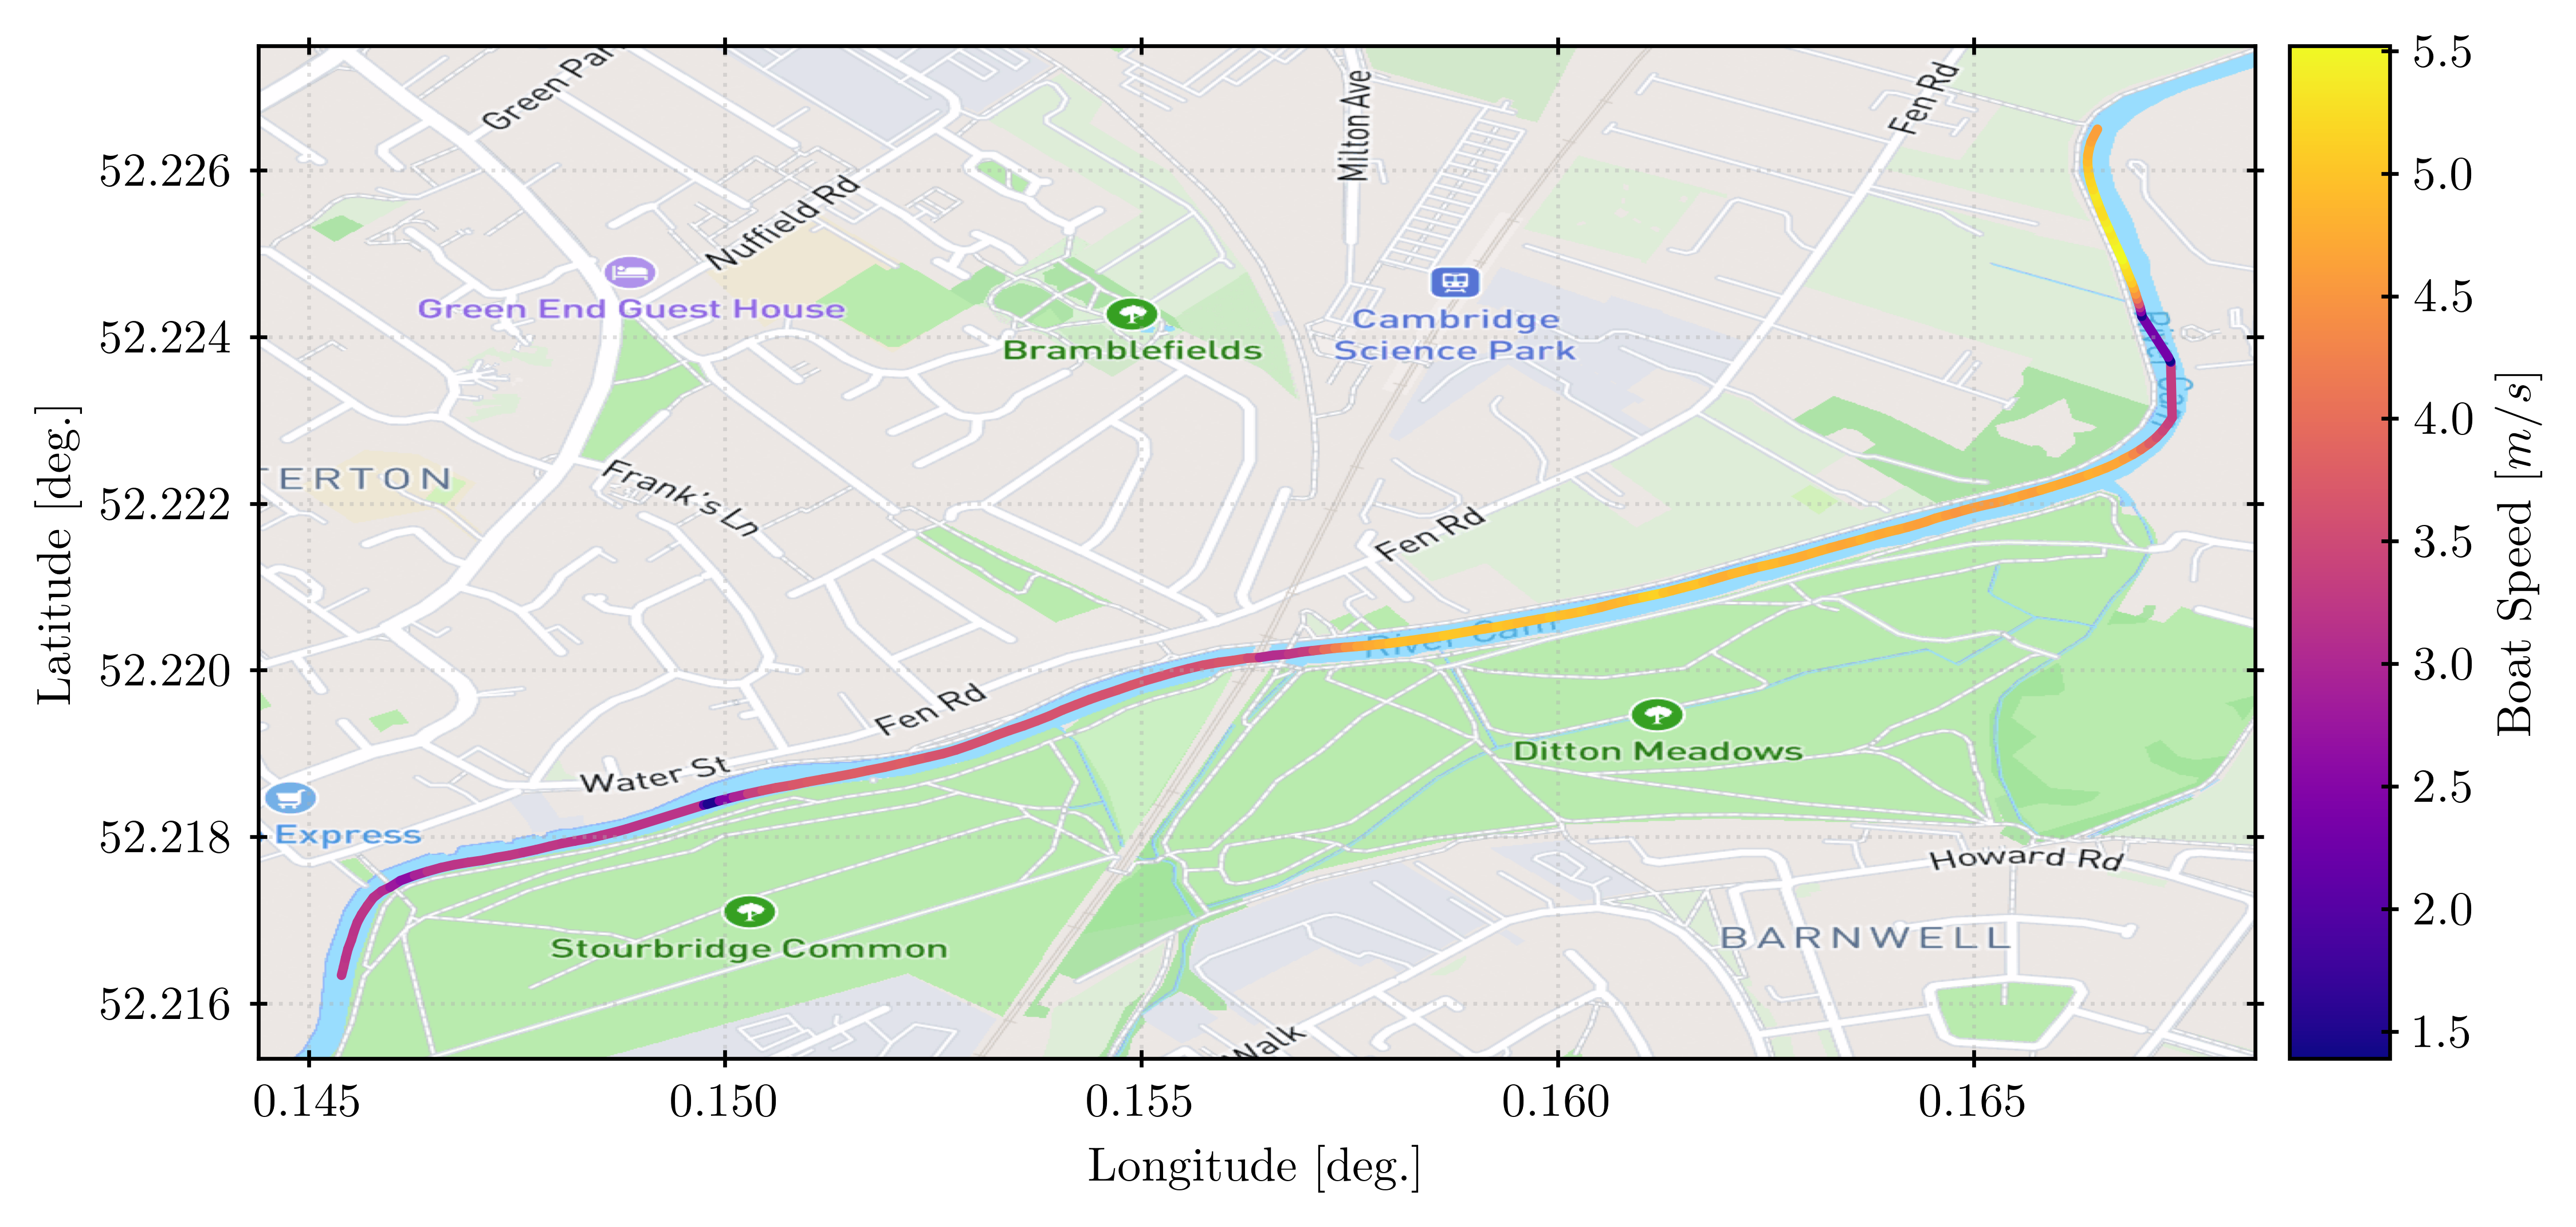 Green Par
Milton Ave
Fen Rd
Nuffield Rd
Green End Guest House
Bramblefields
Cambridge
Science Park
River Cam
ERTON
Frank's Ln
Fen Rd
River Cam
Fen Rd
Water St
Ditton Meadows
Express
Stourbridge Common
Howard Rd
BARNWELL
Walk
52.226
52.224
52.222
52.220
52.218
52.216
Latitude [deg.]
0.145 0.150 0.155 0.160 0.165
Longitude [deg.]
5.5
5.0
4.5
4.0
3.5
3.0
2.5
2.0
1.5
Boat Speed [m/s]